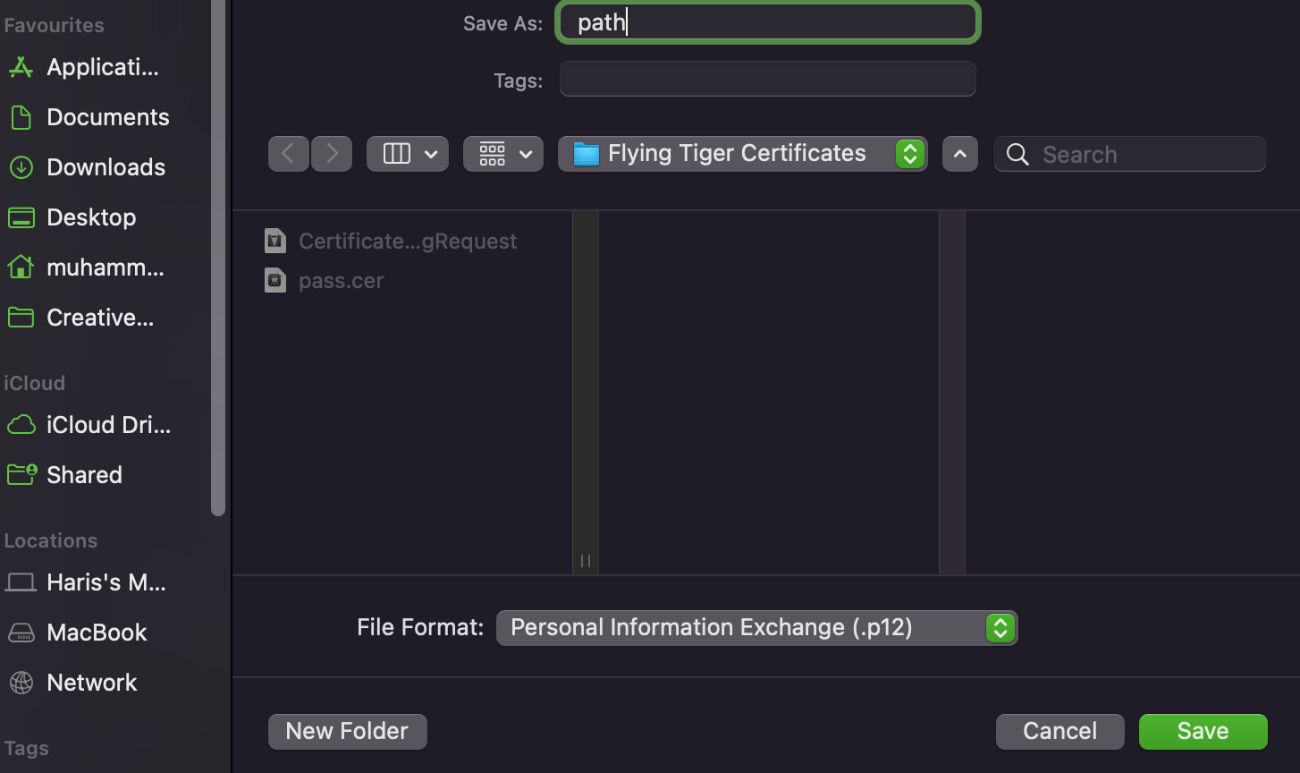 Favourites
Applicati...
Documents
Downloads
Desktop
muhamm...
Creative...
iCloud
iCloud Dri...
Shared
Locations
Haris's M...
MacBook
Network
Tags
Save As: path
Tags:
Flying Tiger Certificates
Search
Certificate...gRequest
pass.cer
File Format: Personal Information Exchange (.p12)
New Folder
Cancel
Save